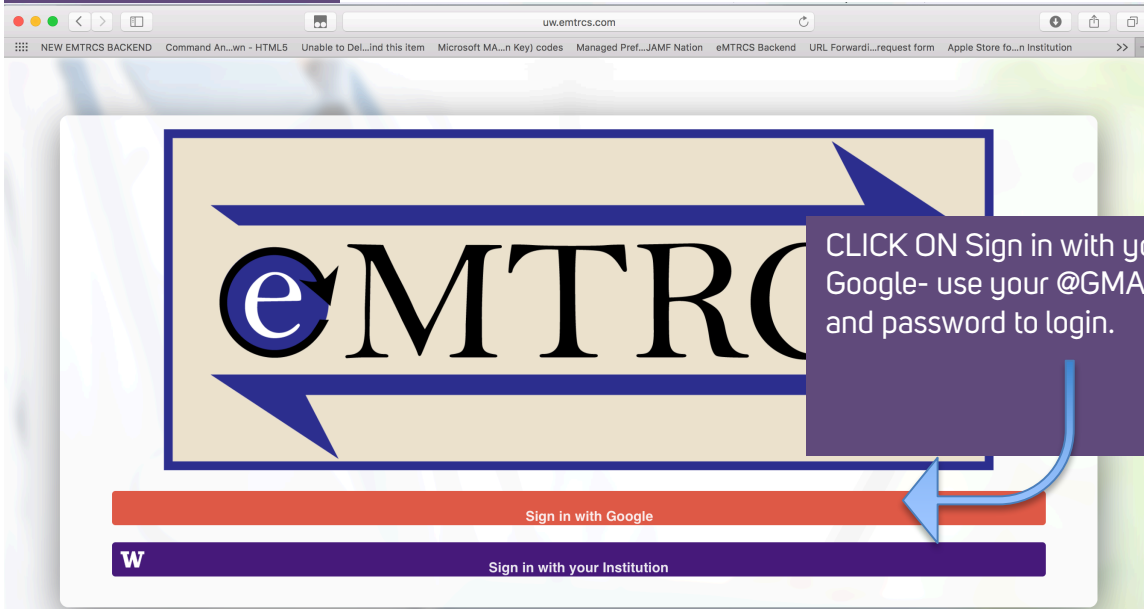 uw.emtrcs.com
NEW EMTRCS BACKEND Command An...wn - HTML5 Unable to Del...ind this item Microsoft MA...n Key) codes Managed Pref...JAMF Nation eMTRCS Backend URL Forwardi...request form Apple Store fo...n Institution >>
eMTRC
CLICK ON Sign in with yo
Google- use your @GMA
and password to login.
Sign in with Google
W Sign in with your Institution